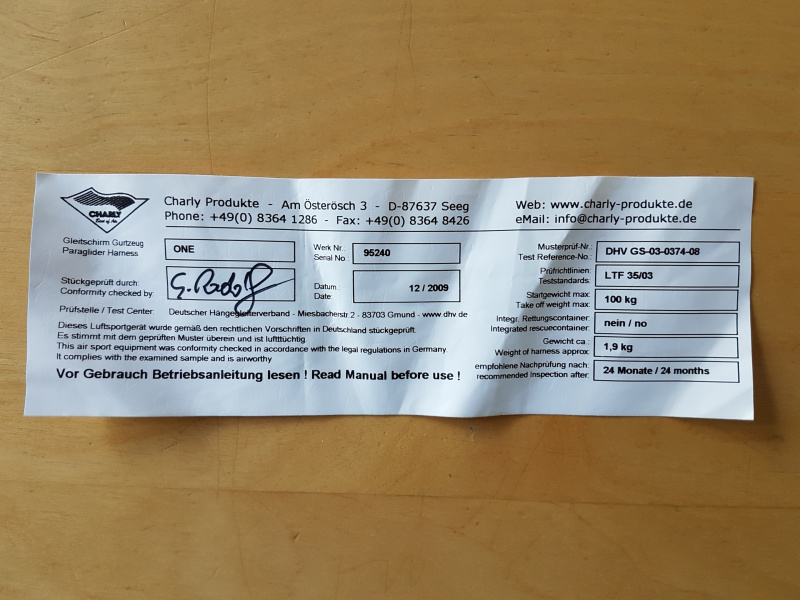 CHARLY
Best of Air
Charly Produkte - Am Österösch 3 - D-87637 Seeg
Phone: +49(0) 8364 1286 - Fax: +49(0) 8364 8426
Web: www.charly-produkte.de
eMail: info@charly-produkte.de
Gleitschirm Gurtzeug
Paraglider Harness
ONE
Werk Nr.:
Serial No.:
95240
Stückgeprüft durch:
Conformity checked by:
Datum:
Date:
12 / 2009
Prüfstelle / Test Center:
Deutscher Hängegleiterverband - Miesbacherstr 2 - 83703 Gmund - www.dhv.de
Dieses Luftsportgerät wurde gemäß den rechtlichen Vorschriften in Deutschland stückgeprüft.
Es stimmt mit dem geprüften Muster überein und ist lufttüchtig.
This air sport equipment was conformity checked in accordance with the legal regulations in Germany.
It complies with the examined sample and is airworthy
Vor Gebrauch Betriebsanleitung lesen ! Read Manual before use !
Musterprüf-Nr.:
Test Reference-No.:
DHV GS-03-0374-08
Prüfrichtlinien:
Teststandards:
LTF 35/03
Startgewicht max:
Take off weight max:
100 kg
Integr. Rettungscontainer:
Integrated rescuecontainer:
nein / no
Gewicht ca.:
Weight of harness approx:
1,9 kg
empfohlene Nachprüfung nach:
recommended Inspection after:
24 Monate / 24 months